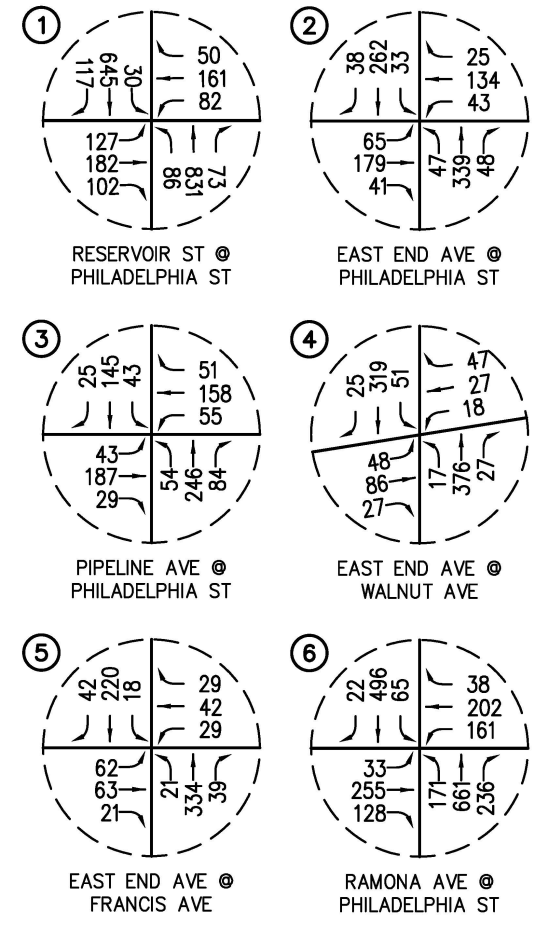 1
117 645 30
50
161
82
127
182
102
86 831 73
RESERVOIR ST @
PHILADELPHIA ST
2
38 262 33
25
134
43
65
179
41
47 339 48
EAST END AVE @
PHILADELPHIA ST
3
25 145 43
51
158
55
43
187
29
54 246 84
PIPELINE AVE @
PHILADELPHIA ST
4
25 319 51
47
27
18
48
86
27
17 376 27
EAST END AVE @
WALNUT AVE
5
42 220 18
29
42
29
62
63
21
21 334 39
EAST END AVE @
FRANCIS AVE
6
22 496 65
38
202
161
33
255
128
171 661 236
RAMONA AVE @
PHILADELPHIA ST